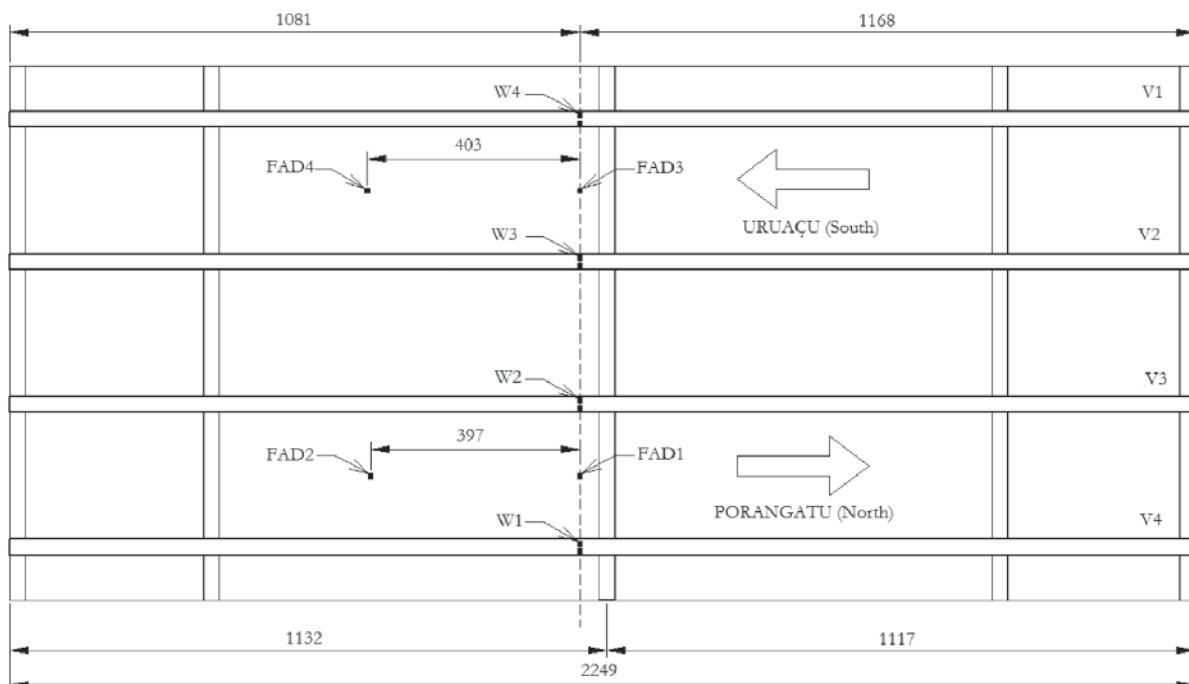 1081
1168
W4
V1
403
FAD4
FAD3
URUAÇU (South)
W3
V2
W2
V3
397
FAD2
FAD1
PORANGATU (North)
W1
V4
1132
1117
2249